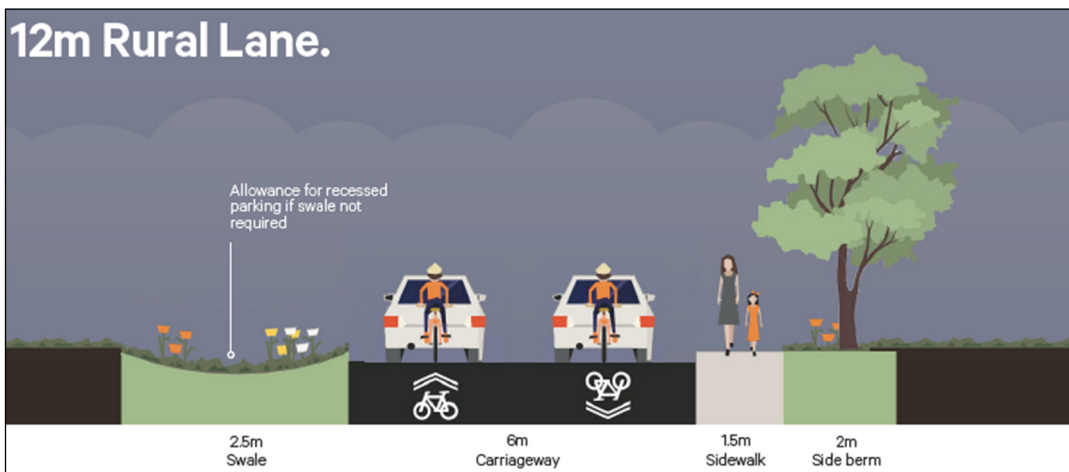 12m Rural Lane.
Allowance for recessed
parking if swale not
required
2.5m
Swale
6m
Carriageway
1.5m
Sidewalk
2m
Side berm